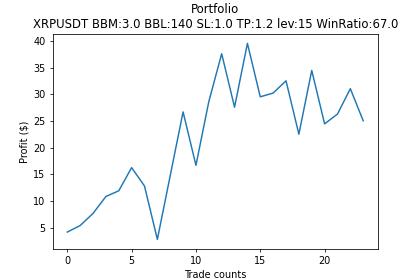 Portfolio
XRPUSDT BBM:3.0 BBL:140 SL:1.0 TP:1.2 lev:15 WinRatio:67.0
40
35
30
25
20
15
10
5
Profit ($)
0 5 10 15 20
Trade counts